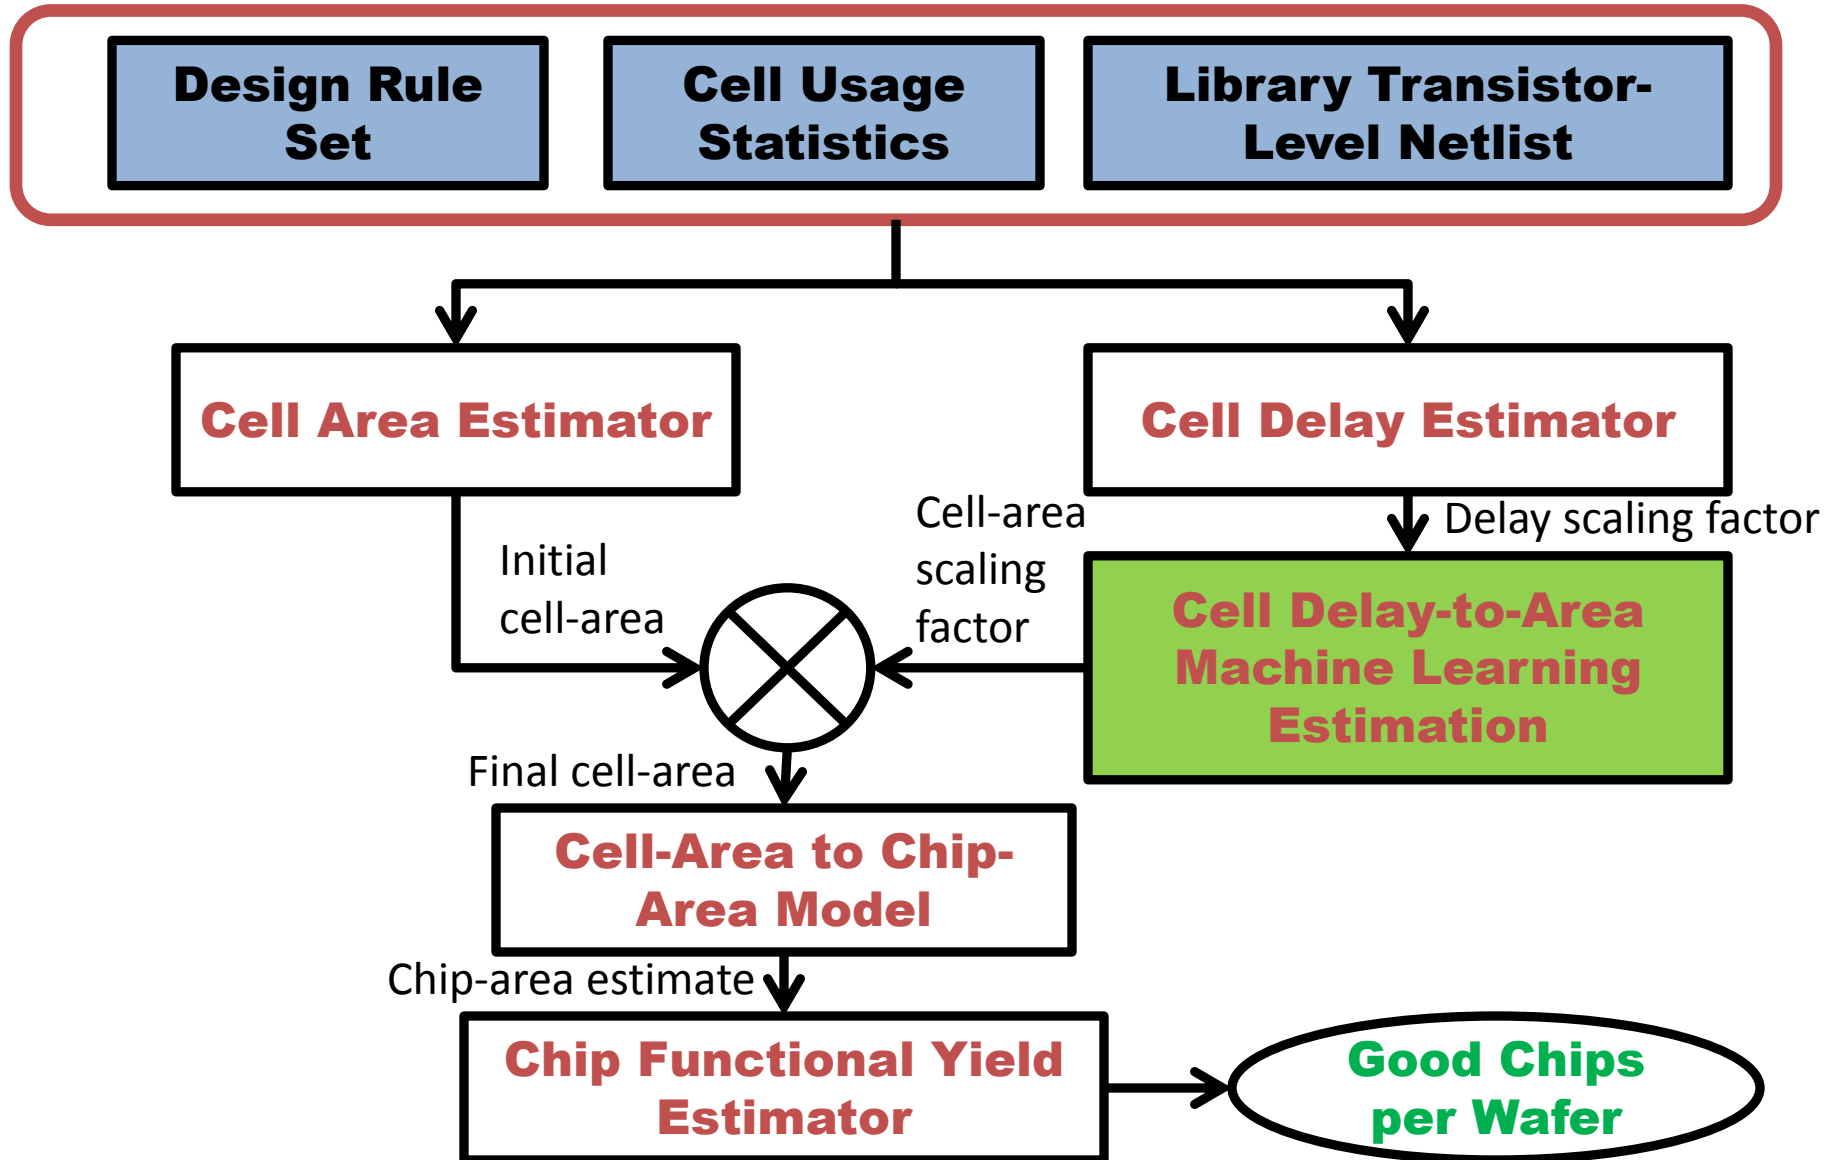 Design Rule
Set
Cell Usage
Statistics
Library Transistor-
Level Netlist
Cell Area Estimator
Cell Delay Estimator
Initial
cell-area
Cell-area
scaling
factor
Delay scaling factor
Cell Delay-to-Area
Machine Learning
Estimation
Final cell-area
Cell-Area to Chip-
Area Model
Chip-area estimate
Chip Functional Yield
Estimator
Good Chips
per Wafer